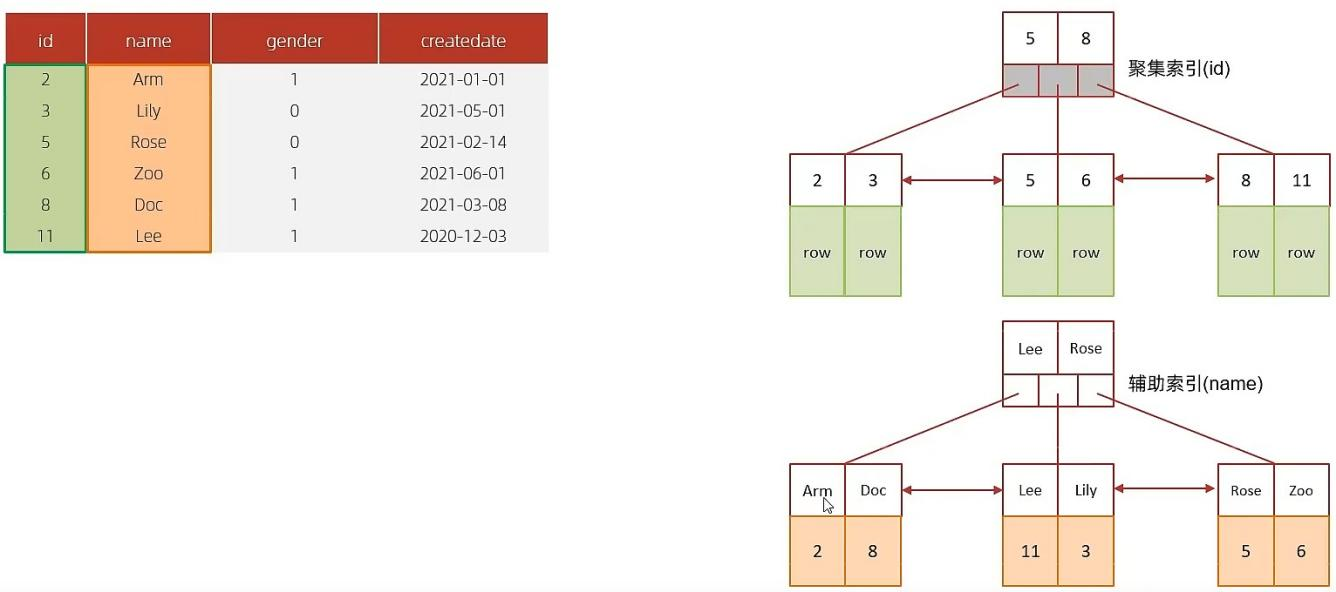 id name gender createdate
2 Arm 1 2021-01-01
3 Lily 0 2021-05-01
5 Rose 0 2021-02-14
6 Zoo 1 2021-06-01
8 Doc 1 2021-03-08
11 Lee 1 2020-12-03
5 8
聚集索引(id)
2 3 5 6 8 11
row row row row row row
Lee Rose
辅助索引(name)
Arm Doc Lee Lily Rose Zoo
2 8 11 3 5 6